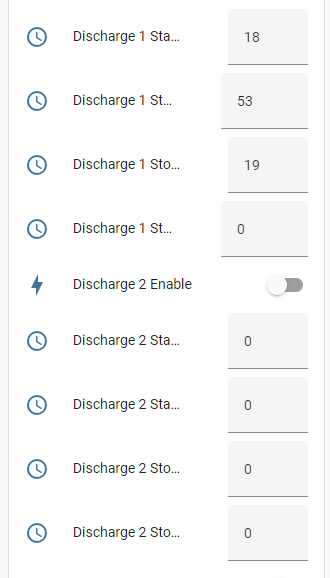 Discharge 1 Sta... 18
Discharge 1 St... 53
Discharge 1 Sto... 19
Discharge 1 St... 0
Discharge 2 Enable
Discharge 2 Sta... 0
Discharge 2 Sta... 0
Discharge 2 Sto... 0
Discharge 2 Sto... 0